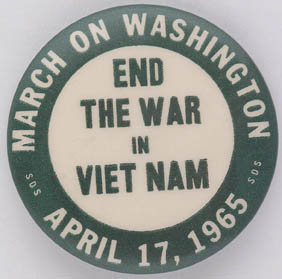 MARCH ON WASHINGTON
END
THE WAR
IN
VIET NAM
SDS
SDS
APRIL 17, 1965